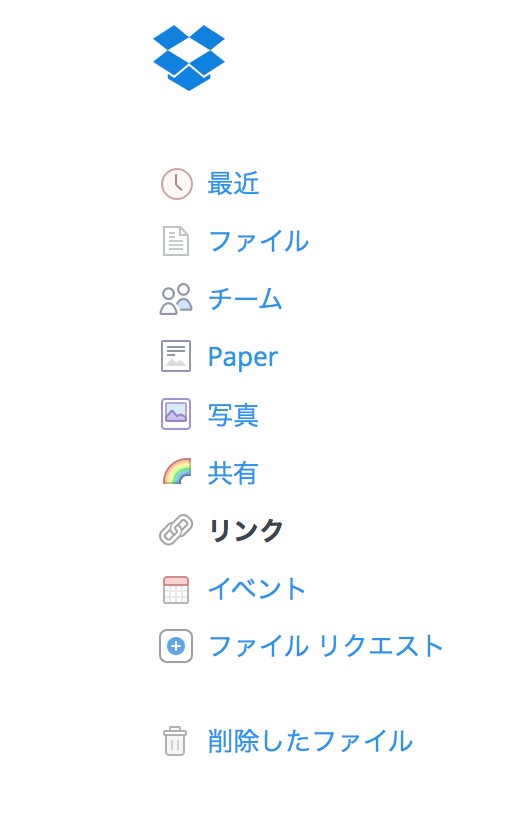 最近
ファイル
チーム
Paper
写真
共有
リンク
イベント
ファイル リクエスト
削除したファイル